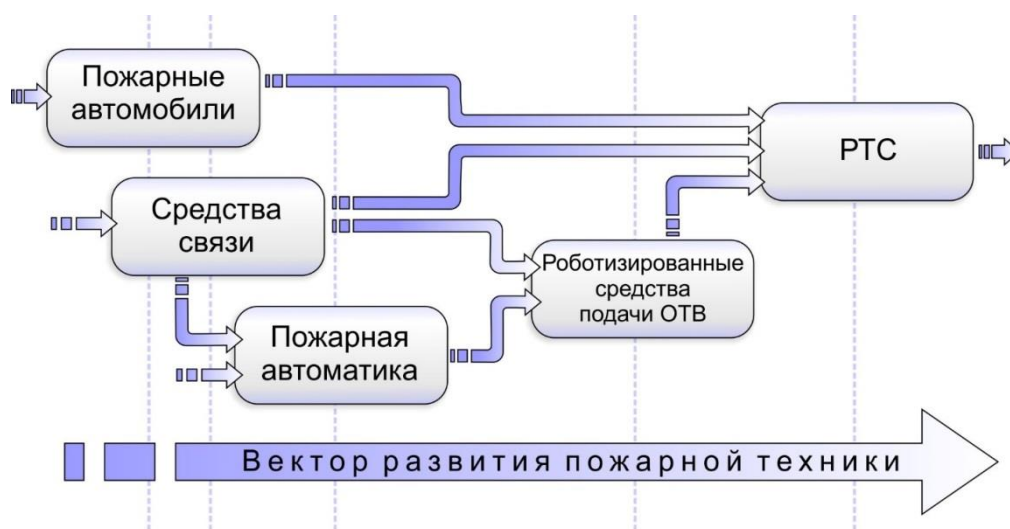 Пожарные
автомобили
РТС
Средства
связи
Роботизированные
средства
подачи ОТВ
Пожарная
автоматика
Вектор развития пожарной техники